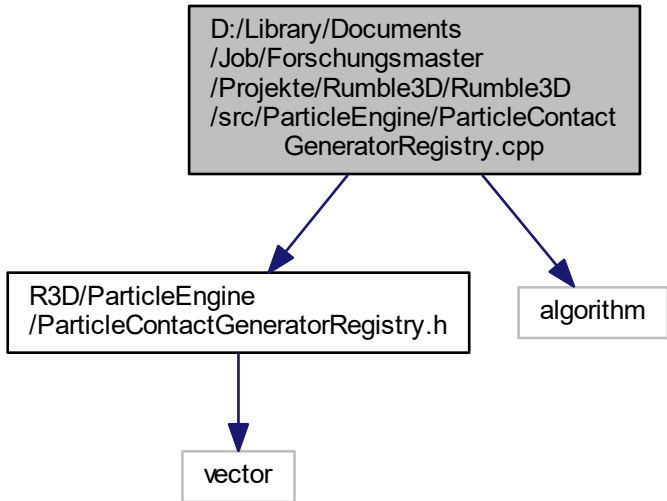 D:/Library/Documents
/Job/Forschungsmaster
/Projekte/Rumble3D/Rumble3D
/src/ParticleEngine/ParticleContact
GeneratorRegistry.cpp
R3D/ParticleEngine
/ParticleContactGeneratorRegistry.h
algorithm
vector